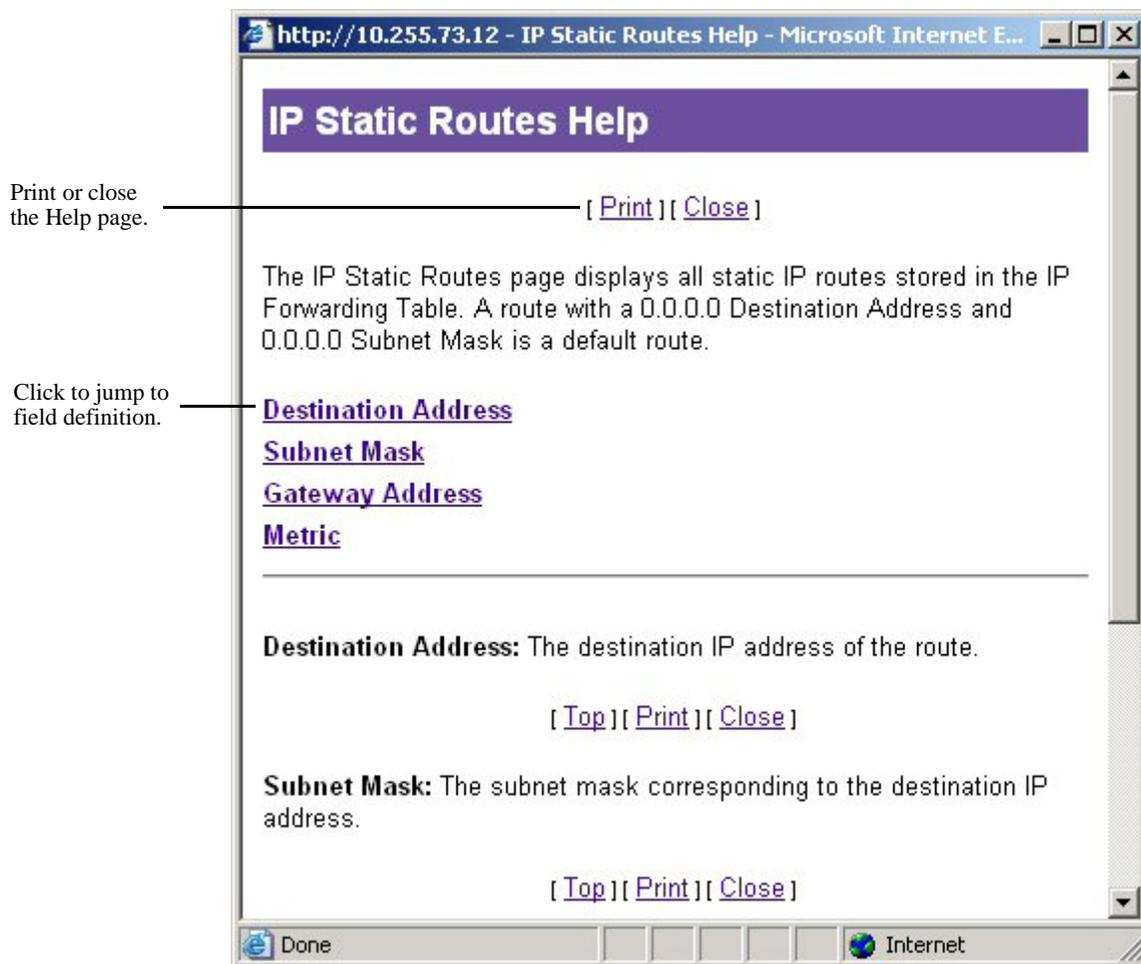 http://10.255.73.12 - IP Static Routes Help - Microsoft Internet E...
IP Static Routes Help
Print or close
the Help page.
[ Print ] [ Close ]
The IP Static Routes page displays all static IP routes stored in the IP
Forwarding Table. A route with a 0.0.0.0 Destination Address and
0.0.0.0 Subnet Mask is a default route.
Click to jump to
field definition.
Destination Address
Subnet Mask
Gateway Address
Metric
Destination Address: The destination IP address of the route.
[ Top ] [ Print ] [ Close ]
Subnet Mask: The subnet mask corresponding to the destination IP
address.
[ Top ] [ Print ] [ Close ]
Done
Internet